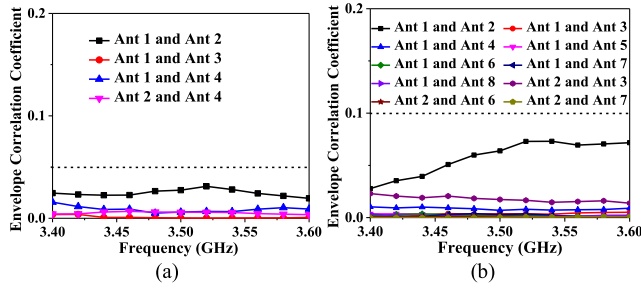 Envelope Correlation Coefficient
0.2
0.1
0.0
Ant 1 and Ant 2
Ant 1 and Ant 3
Ant 1 and Ant 4
Ant 2 and Ant 4
3.40 3.45 3.50 3.55 3.60
Frequency (GHz)
(a)
Envelope Correlation Coefficient
0.2
0.1
0.0
Ant 1 and Ant 2 Ant 1 and Ant 3
Ant 1 and Ant 4 Ant 1 and Ant 5
Ant 1 and Ant 6 Ant 1 and Ant 7
Ant 1 and Ant 8 Ant 2 and Ant 3
Ant 2 and Ant 6 Ant 2 and Ant 7
3.40 3.45 3.50 3.55 3.60
Frequency (GHz)
(b)